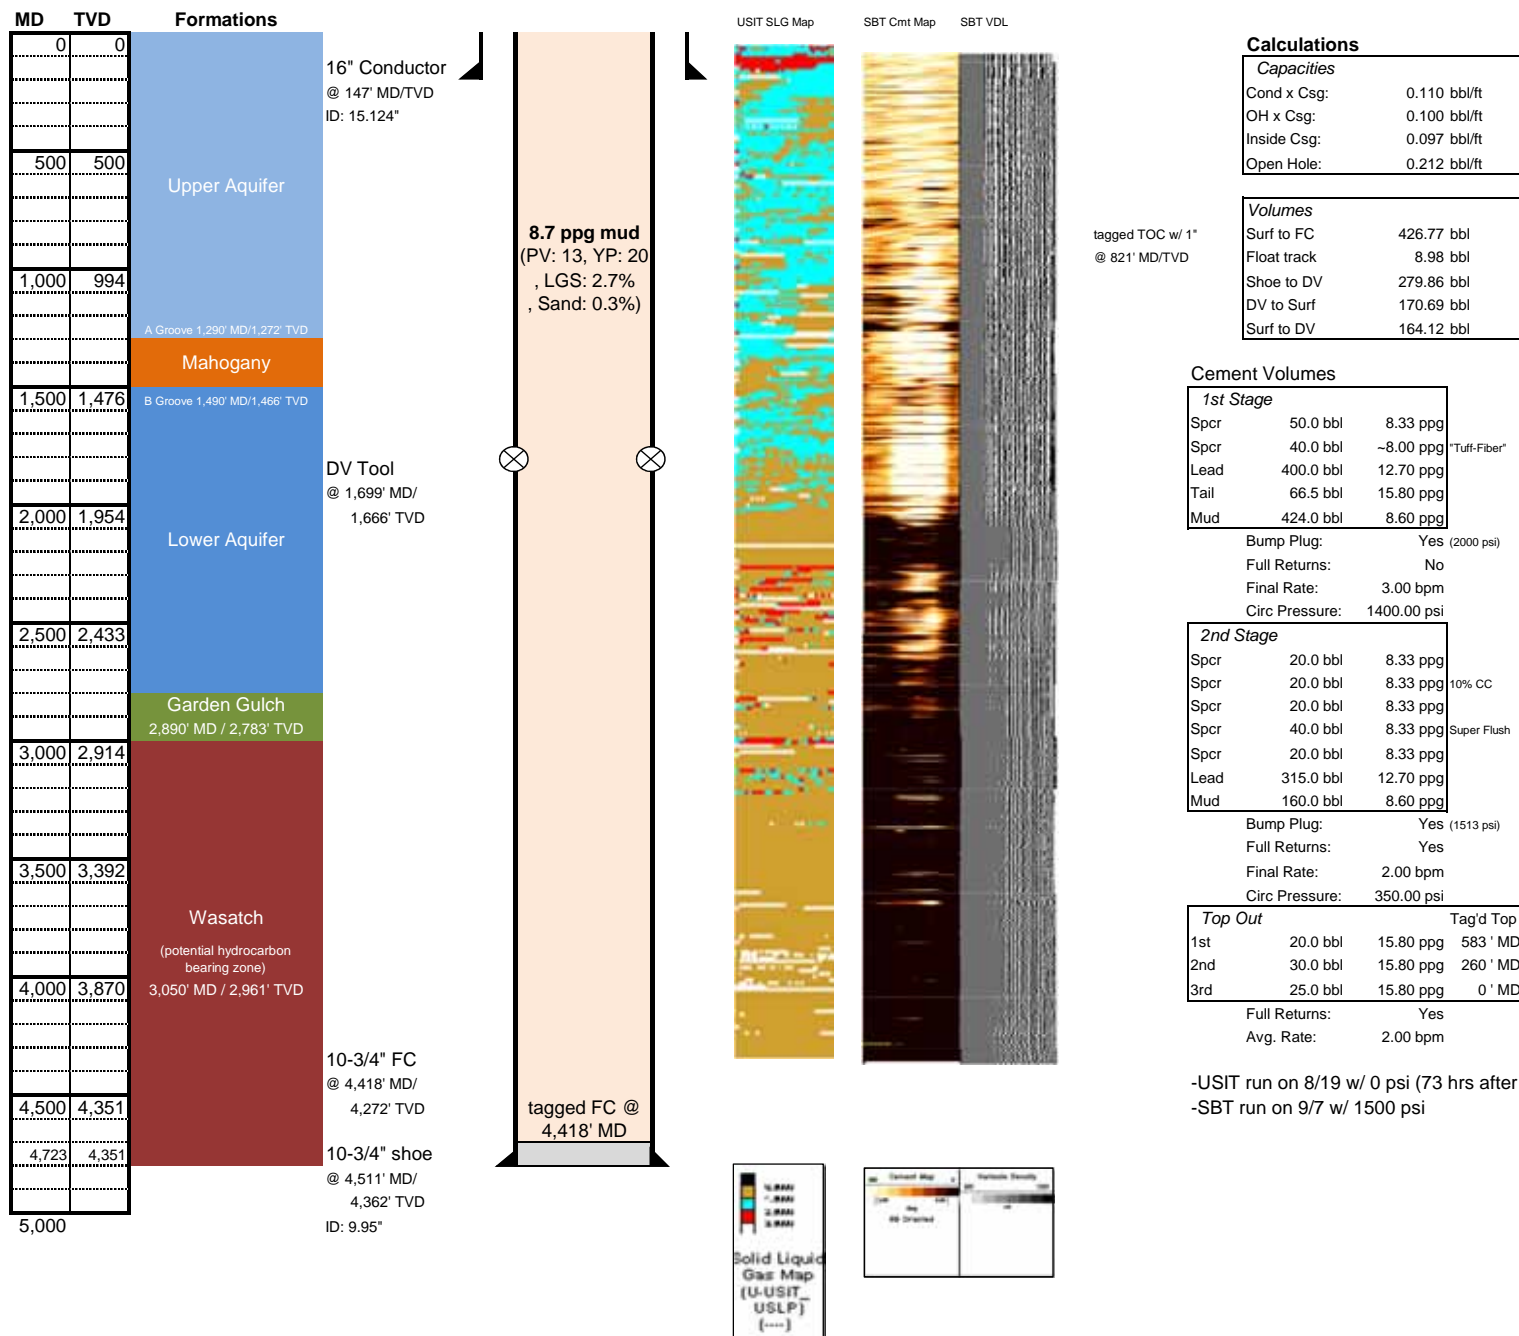 MD TVD Formations
0 0
500 500
1,000 994
1,500 1,476
2,000 1,954
2,500 2,433
3,000 2,914
3,500 3,392
4,000 3,870
4,500 4,351
4,723 4,351
5,000
Upper Aquifer
A Groove 1,290' MD/1,272' TVD
Mahogany
B Groove 1,490' MD/1,466' TVD
Lower Aquifer
Garden Gulch
2,890' MD / 2,783' TVD
Wasatch
(potential hydrocarbon
bearing zone)
3,050' MD / 2,961' TVD
16" Conductor
@ 147' MD/TVD
ID: 15.124"
DV Tool
@ 1,699' MD/
1,666' TVD
10-3/4" FC
@ 4,418' MD/
4,272' TVD
10-3/4" shoe
@ 4,511' MD/
4,362' TVD
ID: 9.95"
8.7 ppg mud
(PV: 13, YP: 20
, LGS: 2.7%
, Sand: 0.3%)
tagged FC @
4,418' MD
USIT SLG Map
SBT Cmt Map
SBT VDL
tagged TOC w/ 1"
@ 821' MD/TVD
Solid Liquid
Gas Map
(U-USIT_
USLP)
(----)
Cement Map
Variable Density
Calculations
Capacities
Cond x Csg: 0.110 bbl/ft
OH x Csg: 0.100 bbl/ft
Inside Csg: 0.097 bbl/ft
Open Hole: 0.212 bbl/ft
Volumes
Surf to FC 426.77 bbl
Float track 8.98 bbl
Shoe to DV 279.86 bbl
DV to Surf 170.69 bbl
Surf to DV 164.12 bbl
Cement Volumes
1st Stage
Spcr 50.0 bbl 8.33 ppg
Spcr 40.0 bbl ~8.00 ppg "Tuff-Fiber"
Lead 400.0 bbl 12.70 ppg
Tail 66.5 bbl 15.80 ppg
Mud 424.0 bbl 8.60 ppg
Bump Plug: Yes (2000 psi)
Full Returns: No
Final Rate: 3.00 bpm
Circ Pressure: 1400.00 psi
2nd Stage
Spcr 20.0 bbl 8.33 ppg
Spcr 20.0 bbl 8.33 ppg 10% CC
Spcr 20.0 bbl 8.33 ppg
Spcr 40.0 bbl 8.33 ppg Super Flush
Spcr 20.0 bbl 8.33 ppg
Lead 315.0 bbl 12.70 ppg
Mud 160.0 bbl 8.60 ppg
Bump Plug: Yes (1513 psi)
Full Returns: Yes
Final Rate: 2.00 bpm
Circ Pressure: 350.00 psi
Top Out Tag'd Top
1st 20.0 bbl 15.80 ppg 583 ' MD
2nd 30.0 bbl 15.80 ppg 260 ' MD
3rd 25.0 bbl 15.80 ppg 0 ' MD
Full Returns: Yes
Avg. Rate: 2.00 bpm
-USIT run on 8/19 w/ 0 psi (73 hrs after
-SBT run on 9/7 w/ 1500 psi